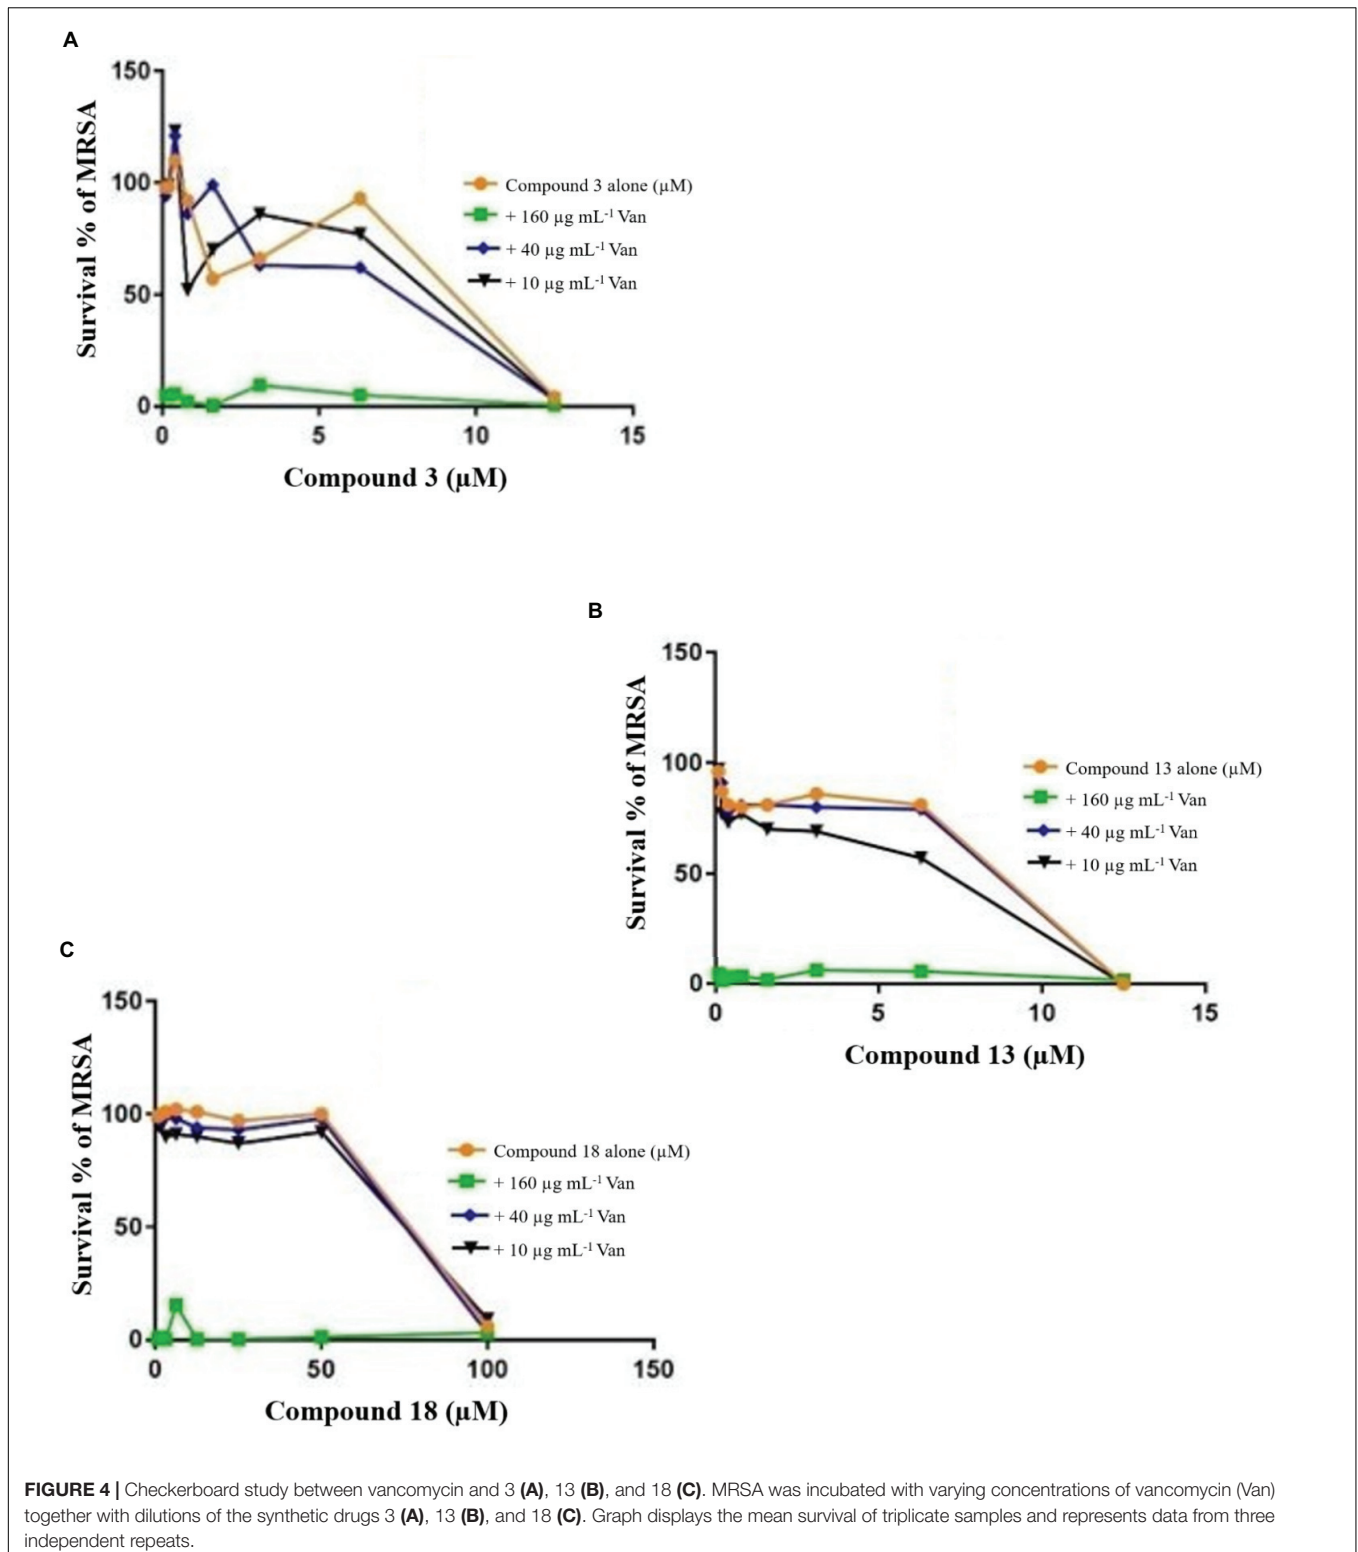 A
150
100
50
0
0 5 10 15
Survival % of MRSA
Compound 3 (µM)
Compound 3 alone (µM)
+ 160 µg mL⁻¹ Van
+ 40 µg mL⁻¹ Van
+ 10 µg mL⁻¹ Van
B
150
100
50
0
0 5 10 15
Survival % of MRSA
Compound 13 (µM)
Compound 13 alone (µM)
+ 160 µg mL⁻¹ Van
+ 40 µg mL⁻¹ Van
+ 10 µg mL⁻¹ Van
C
150
100
50
0
0 50 100 150
Survival % of MRSA
Compound 18 (µM)
Compound 18 alone (µM)
+ 160 µg mL⁻¹ Van
+ 40 µg mL⁻¹ Van
+ 10 µg mL⁻¹ Van
FIGURE 4 | Checkerboard study between vancomycin and 3 (A), 13 (B), and 18 (C). MRSA was incubated with varying concentrations of vancomycin (Van)
together with dilutions of the synthetic drugs 3 (A), 13 (B), and 18 (C). Graph displays the mean survival of triplicate samples and represents data from three
independent repeats.